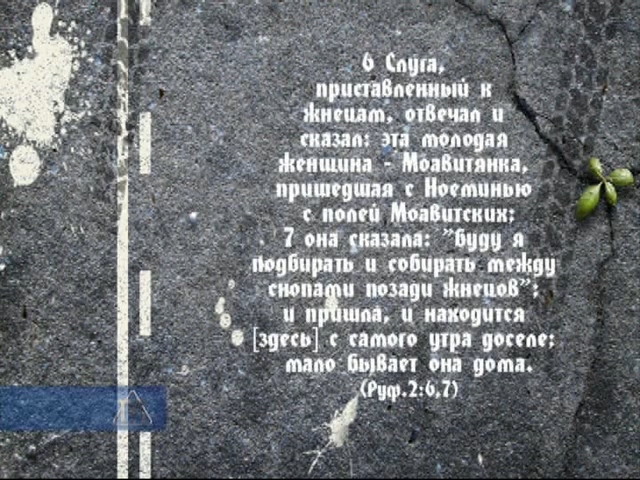 6 Слуга,
приставленный к
жнецам, отвечал и
сказал: эта молодая
женщина - Моавитянка,
пришедшая с Ноеминью
с полей Моавитских;
7 она сказала: "буду я
подбирать и собирать между
снопами позади жнецов";
и пришла, и находится
[здесь] с самого утра доселе;
мало бывает она дома.
(Руф.2:6,7)